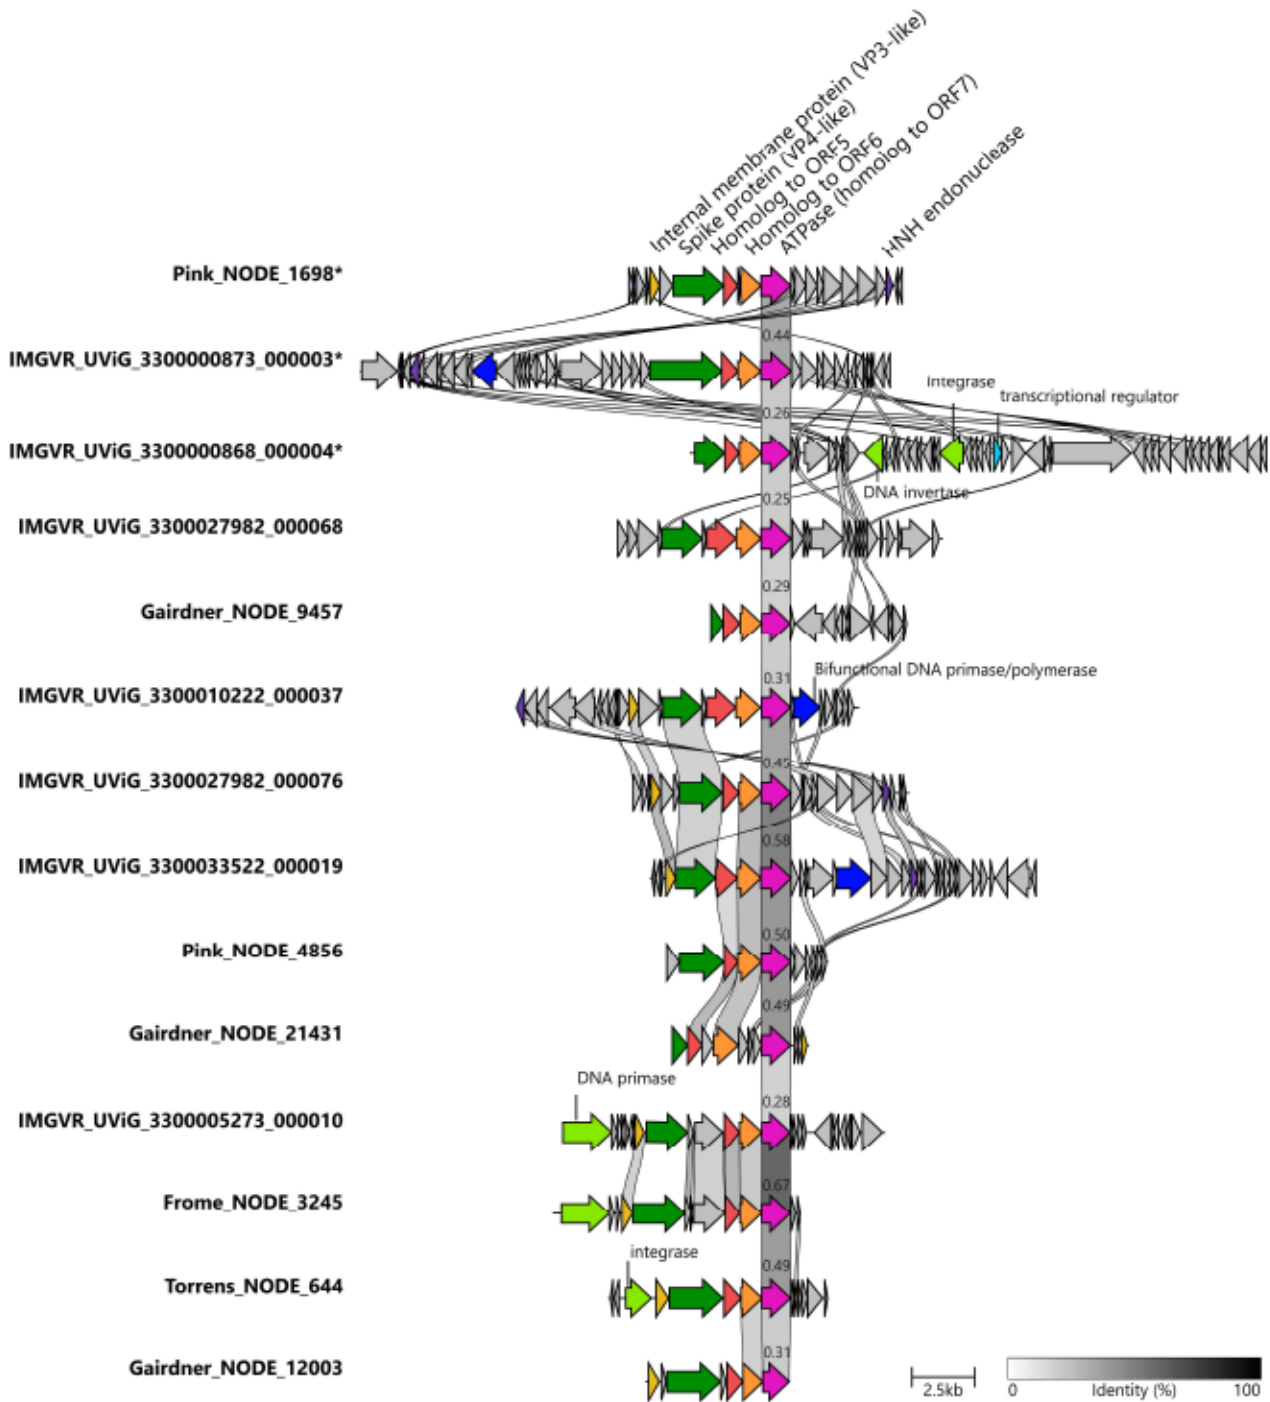 Internal membrane protein (VP3-like)
Spike protein (VP4-like)
Homolog to ORF5
Homolog to ORF6
ATPase (homolog to ORF7)
HNH endonuclease
Pink_NODE_1698*
0.44
IMGVR_UViG_3300000873_000003*
Integrase
transcriptional regulator
0.26
IMGVR_UViG_3300000868_000004*
DNA invertase
0.25
IMGVR_UViG_3300027982_000068
0.29
Gairdner_NODE_9457
Bifunctional DNA primase/polymerase
0.31
IMGVR_UViG_3300010222_000037
0.45
IMGVR_UViG_3300027982_000076
0.58
IMGVR_UViG_3300033522_000019
0.50
Pink_NODE_4856
0.49
Gairdner_NODE_21431
DNA primase
0.28
IMGVR_UViG_3300005273_000010
0.67
Frome_NODE_3245
integrase
0.49
Torrens_NODE_644
0.31
Gairdner_NODE_12003
2.5kb
0 Identity (%) 100